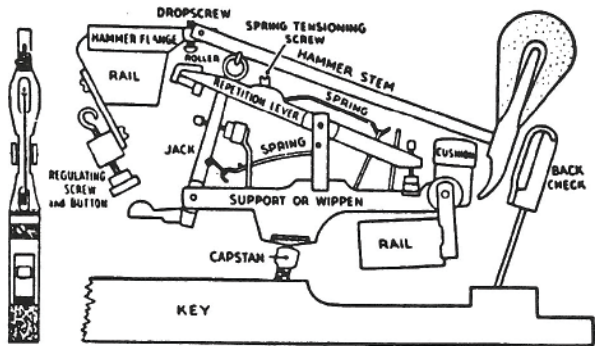 DROPSCREW
SPRING TENSIONING
SCREW
HAMMER FLANGE
ROLLER
HAMMER STEM
RAIL
REPETITION LEVER
SPRING
JACK
SPRING
CUSHION
REGULATING
SCREW
and BUTTON
SUPPORT OR WIPPEN
BACK
CHECK
RAIL
CAPSTAN
KEY